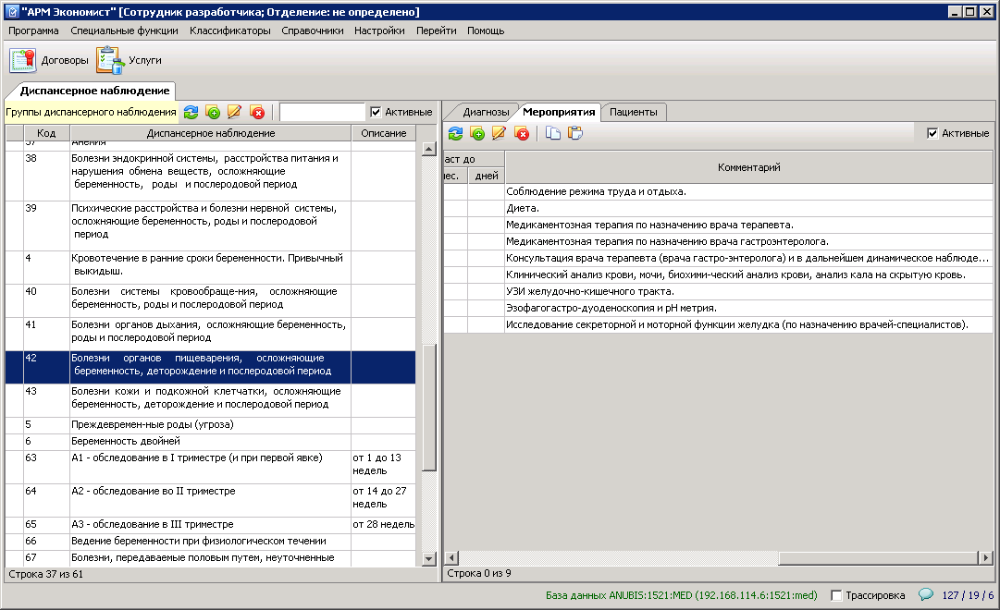 "АРМ Экономист" [Сотрудник разработчика; Отделение: не определено]
Программа Специальные функции Классификаторы Справочники Настройки Перейти Помощь
Договоры Услуги
Диспансерное наблюдение
Группы диспансерного наблюдения Активные
Код Диспансерное наблюдение Описание
37 Анемия
38 Болезни эндокринной системы, расстройства питания и
нарушения обмена веществ, осложняющие
беременность, роды и послеродовой период
39 Психические расстройства и болезни нервной системы,
осложняющие беременность, роды и послеродовой
период
4 Кровотечение в ранние сроки беременности. Привычный
выкидыш.
40 Болезни системы кровообраще-ния, осложняющие
беременность, роды и послеродовой период
41 Болезни органов дыхания, осложняющие беременность,
роды и послеродовой период
42 Болезни органов пищеварения, осложняющие
беременность, деторождение и послеродовой период
43 Болезни кожи и подкожной клетчатки, осложняющие
беременность, деторождение и послеродовой период
5 Преждевремен-ные роды (угроза)
6 Беременность двойней
63 А1 - обследование в I триместре (и при первой явке) от 1 до 13
недель
64 А2 - обследование во II триместре от 14 до 27
недель
65 А3 - обследование в III триместре от 28 недель
66 Ведение беременности при физиологическом течении
67 Болезни, передаваемые половым путем, неуточненные
Строка 37 из 61
Диагнозы Мероприятия Пациенты
Активные
аст до
мес. дней Комментарий
Соблюдение режима труда и отдыха.
Диета.
Медикаментозная терапия по назначению врача терапевта.
Медикаментозная терапия по назначению врача гастроэнтеролога.
Консультация врача терапевта (врача гастро-энтеролога) и в дальнейшем динамическое наблюде...
Клинический анализ крови, мочи, биохими-ческий анализ крови, анализ кала на скрытую кровь.
УЗИ желудочно-кишечного тракта.
Эзофагогастро-дуоденоскопия и pH метрия.
Исследование секреторной и моторной функции желудка (по назначению врачей-специалистов).
Строка 0 из 9
База данных ANUBIS:1521:MED (192.168.114.6:1521:med) Трассировка 127 / 19 / 6